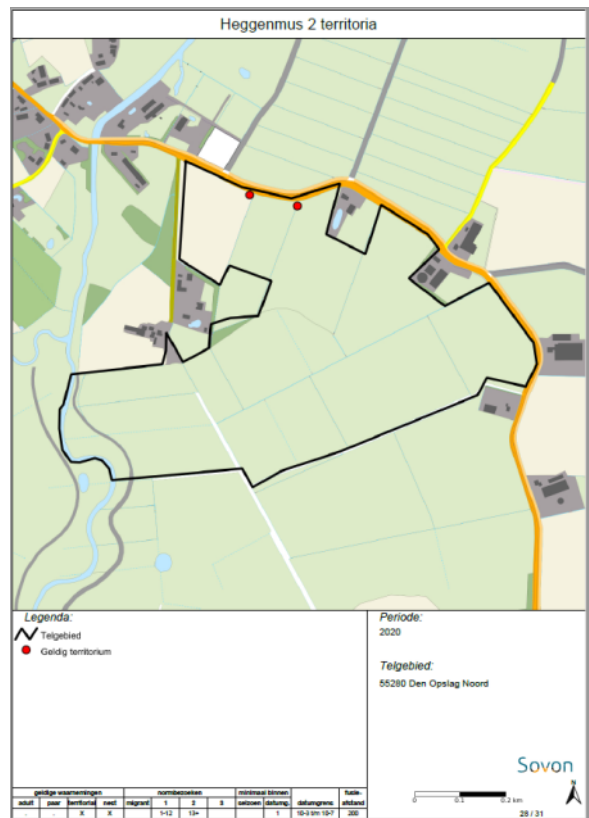 Heggenmus 2 territoria
Legenda:
Telgebied
Geldig territorium
Periode:
2020
Telgebied:
55280 Den Opslag Noord
Sovon
N
0 0.1 0.2 km
28 / 31
geldige waarnemingen normbezoeken minimaal binnen fusie-
adult paar territoriaal nest migrant 1 2 3 seizoen datumg. datumgrens afstand
. . X X 1-12 13+ 1 10-3 t/m 10-7 200